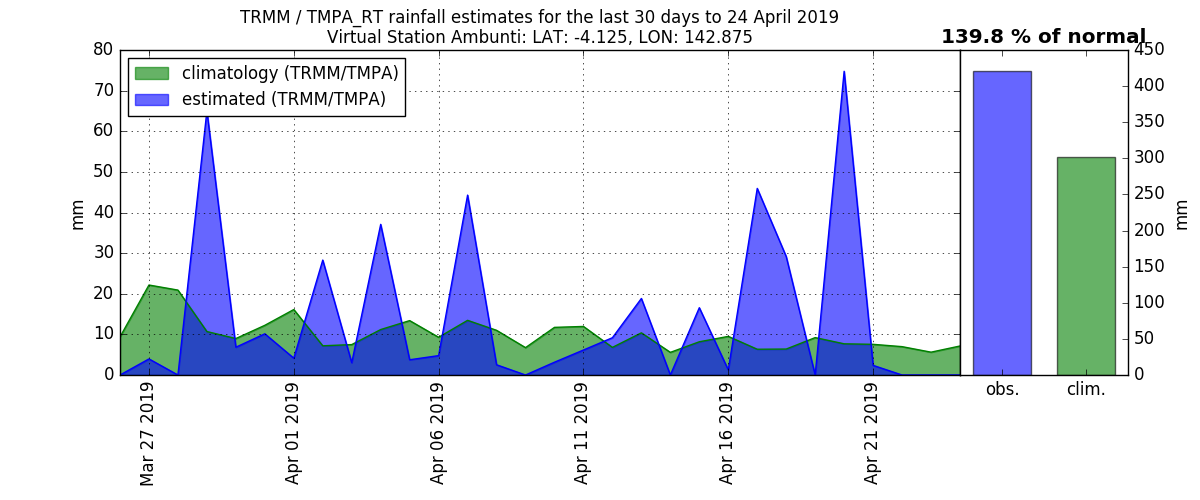 TRMM / TMPA_RT rainfall estimates for the last 30 days to 24 April 2019
Virtual Station Ambunti: LAT: -4.125, LON: 142.875
139.8 % of normal
climatology (TRMM/TMPA)
estimated (TRMM/TMPA)
mm
80
70
60
50
40
30
20
10
0
Mar 27 2019
Apr 01 2019
Apr 06 2019
Apr 11 2019
Apr 16 2019
Apr 21 2019
450
400
350
300
250
200
150
100
50
0
mm
obs.
clim.